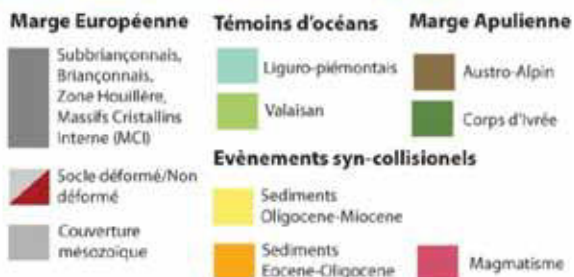 Marge Européenne
Subbriançonnais,
Briançonnais,
Zone Houillère,
Massifs Cristallins
Interne (MCI)
Socle déformé/Non
déformé
Couverture
mésozoïque
Témoins d'océans
Liguro-piémontais
Valaisan
Marge Apulienne
Austro-Alpin
Corps d'Ivrée
Evènements syn-collisionels
Sediments
Oligocene-Miocene
Sediments
Eocene-Oligocene
Magmatisme